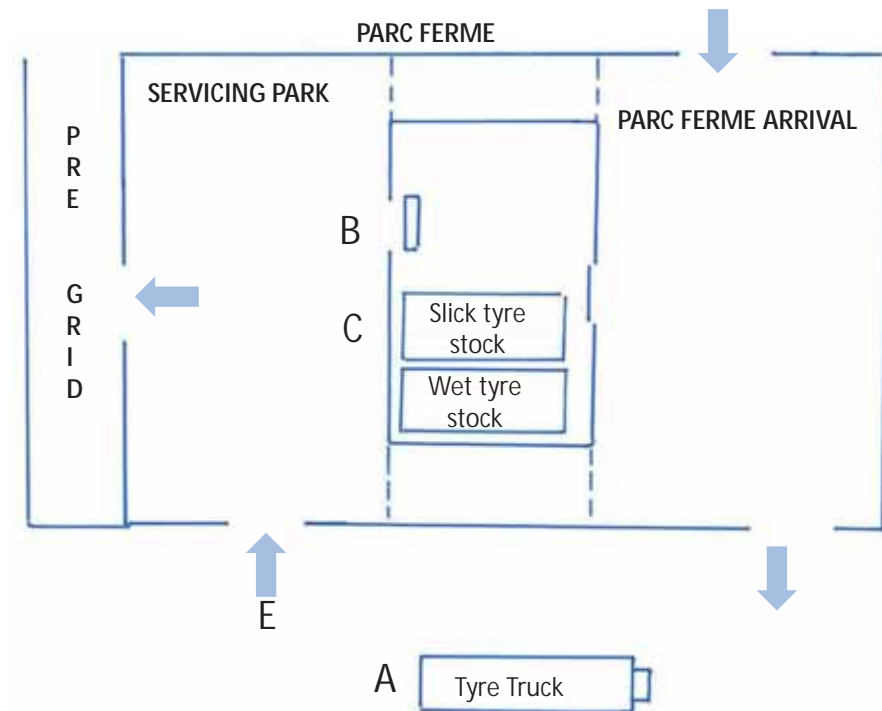 PARC FERME
SERVICING PARK
PARC FERME ARRIVAL
P
R
E
G
R
I
D
B
C
Slick tyre
stock
Wet tyre
stock
E
A
Tyre Truck